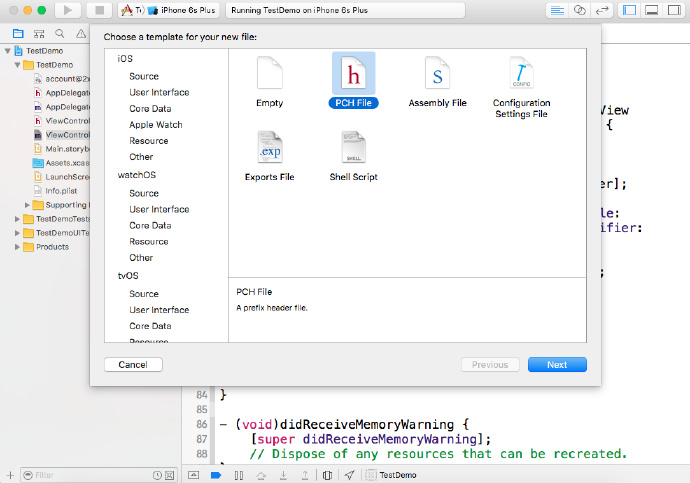 T
iPhone 6s Plus
Running TestDemo on iPhone 6s Plus
Choose a template for your new file:
TestDemo
TestDemo
account@2x
AppDelegat
AppDelegat
ViewContro
ViewContro
Main.storyb
Assets.xcas
LaunchScre
Info.plist
Supporting
TestDemoTests
TestDemoUITe
Products
iOS
Source
User Interface
Core Data
Apple Watch
Resource
Other
watchOS
Source
User Interface
Core Data
Resource
Other
tvOS
Source
User Interface
Core Data
Resource
h
S
CONFIG
Empty
PCH File
Assembly File
Configuration
Settings File
.exp
SHELL
Exports File
Shell Script
PCH File
A prefix header file.
Cancel
Previous
Next
View
{
er];
le:
ifier:
;
84 }
85
86 - (void)didReceiveMemoryWarning {
87 [super didReceiveMemoryWarning];
88 // Dispose of any resources that can be recreated.
Filter
TestDemo